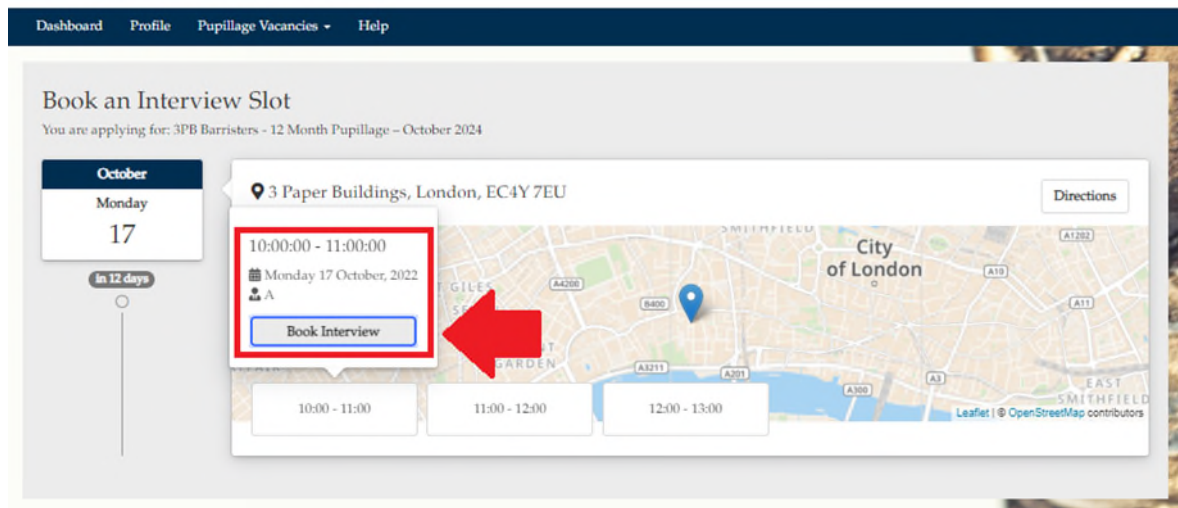 Dashboard Profile Pupillage Vacancies Help
Book an Interview Slot
You are applying for: 3PB Barristers - 12 Month Pupillage – October 2024
October
Monday
17
in 12 days
3 Paper Buildings, London, EC4Y 7EU
Directions
10:00:00 - 11:00:00
Monday 17 October, 2022
A
Book Interview
SMITHFIELD
City
of London
A1202
A10
A11
T GILES
A4200
B400
GARDEN
A3211
A201
A300
A3
EAST
SMITHFIELD
10:00 - 11:00
11:00 - 12:00
12:00 - 13:00
Leaflet | © OpenStreetMap contributors